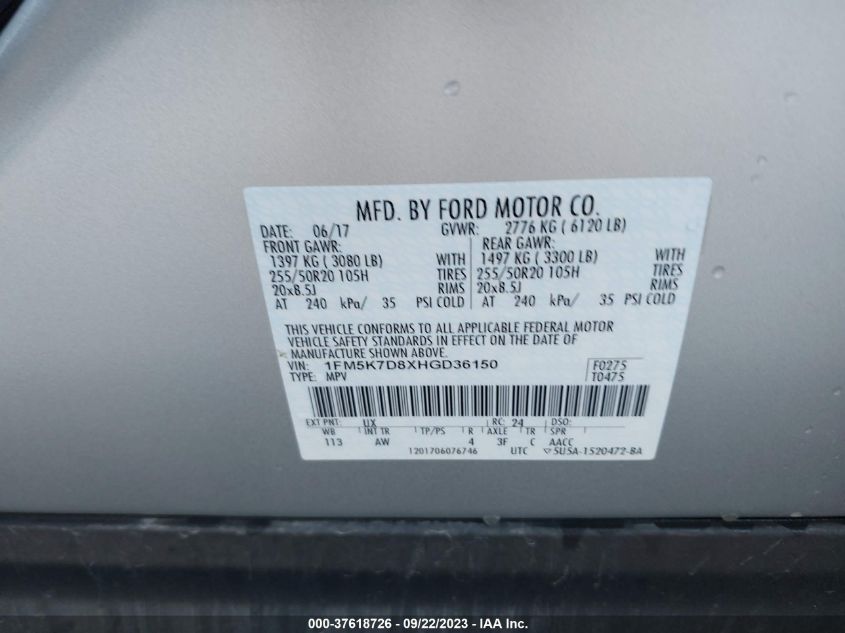 MFD. BY FORD MOTOR CO.
DATE: 06/17 GVWR: 2776 KG ( 6120 LB)
FRONT GAWR: REAR GAWR:
1397 KG ( 3080 LB) WITH 1497 KG ( 3300 LB) WITH
255/50R20 105H TIRES 255/50R20 105H TIRES
20x8.5J RIMS 20x8.5J RIMS
AT 240 kPa/ 35 PSI COLD AT 240 kPa/ 35 PSI COLD
THIS VEHICLE CONFORMS TO ALL APPLICABLE FEDERAL MOTOR
VEHICLE SAFETY STANDARDS IN EFFECT ON THE DATE OF
MANUFACTURE SHOWN ABOVE.
VIN: 1FM5K7D8XHGD36150 F0275
TYPE: MPV T0475
EXT PNT: UX RC: 24 DSO:
WB INT TR TP/PS R AXLE TR SPR
113 AW 4 3F C AACC
1201706076746 UTC ▽5U5A-1520472-BA
000-37618726 - 09/22/2023 - IAA Inc.